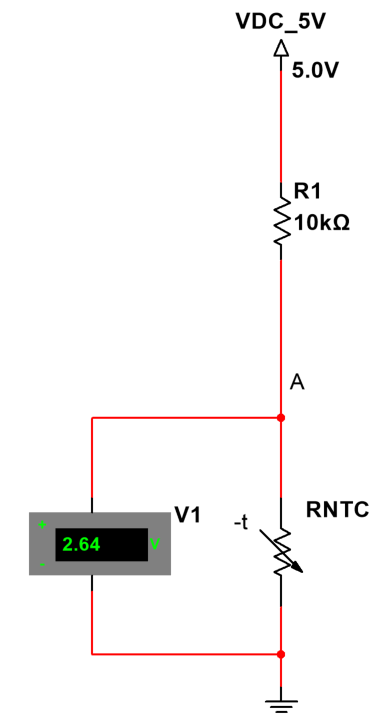 VDC_5V
5.0V
R1
10kΩ
A
V1
RNTC
-t
+
2.64 V
-